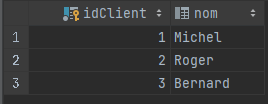 idClient nom
1 1 Michel
2 2 Roger
3 3 Bernard